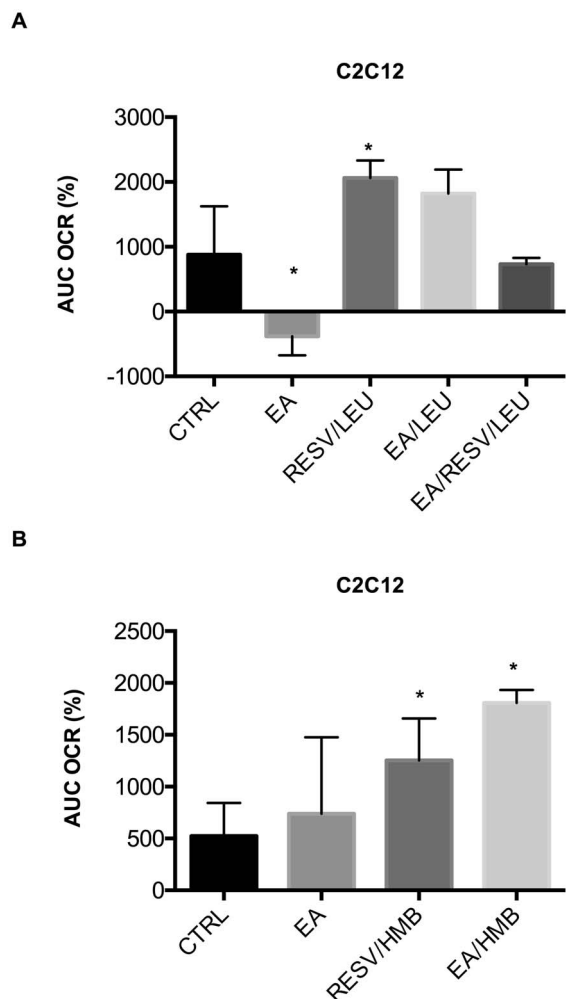 A
C2C12
AUC OCR (%)
3000
2000
1000
0
-1000
*
*
CTRL
EA
RESV/LEU
EA/LEU
EA/RESV/LEU
B
C2C12
AUC OCR (%)
2500
2000
1500
1000
500
0
*
*
CTRL
EA
RESV/HMB
EA/HMB